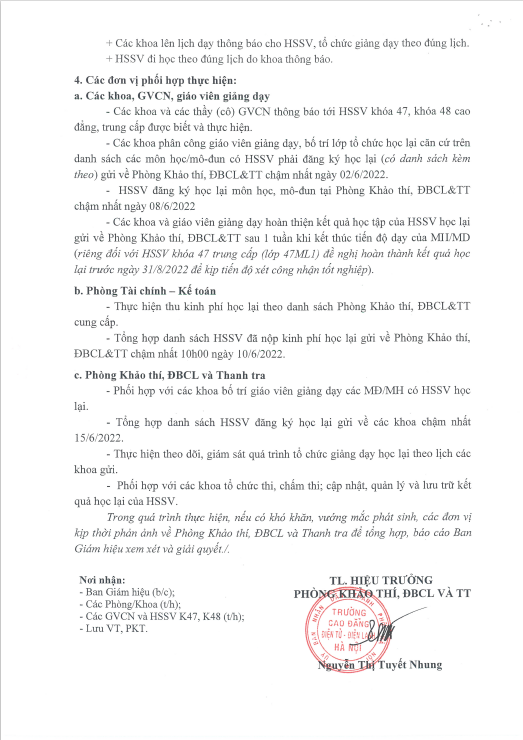 + Các khoa lên lịch dạy thông báo cho HSSV, tổ chức giảng dạy theo đúng lịch.
+ HSSV đi học theo đúng lịch do khoa thông báo.
4. Các đơn vị phối hợp thực hiện:
a. Các khoa, GVCN, giáo viên giảng dạy
- Các khoa và các thầy (cô) GVCN thông báo tới HSSV khóa 47, khóa 48 cao
đẳng, trung cấp được biết và thực hiện.
- Các khoa phân công giáo viên giảng dạy, bố trí lớp tổ chức học lại căn cứ trên
danh sách các môn học/mô-đun có HSSV phải đăng ký học lại (có danh sách kèm
theo) gửi về Phòng Khảo thí, ĐBCL&TT chậm nhất ngày 02/6/2022.
- HSSV đăng ký học lại môn học, mô-đun tại Phòng Khảo thí, ĐBCL&TT
chậm nhất ngày 08/6/2022
- Các khoa và giáo viên giảng dạy hoàn thiện kết quả học tập của HSSV học lại
gửi về Phòng Khảo thí, ĐBCL&TT sau 1 tuần khi kết thúc tiến độ dạy của MH/MĐ
(riêng đối với HSSV khóa 47 trung cấp (lớp 47ML1) đề nghị hoàn thành kết quả học
lại trước ngày 31/8/2022 để kịp tiến độ xét công nhận tốt nghiệp).
b. Phòng Tài chính – Kế toán
- Thực hiện thu kinh phí học lại theo danh sách Phòng Khảo thí, ĐBCL&TT
cung cấp.
- Tổng hợp danh sách HSSV đã nộp kinh phí học lại gửi về Phòng Khảo thí,
ĐBCL&TT chậm nhất 10h00 ngày 10/6/2022.
c. Phòng Khảo thí, ĐBCL và Thanh tra
- Phối hợp với các khoa bố trí giáo viên giảng dạy các MĐ/MH có HSSV học
lại.
- Tổng hợp danh sách HSSV đăng ký học lại gửi về các khoa chậm nhất
15/6/2022.
- Thực hiện theo dõi, giám sát quá trình tổ chức giảng dạy học lại theo lịch các
khoa gửi.
- Phối hợp với các khoa tổ chức thi, chấm thi; cập nhật, quản lý và lưu trữ kết
quả học lại của HSSV.
Trong quá trình thực hiện, nếu có khó khăn, vướng mắc phát sinh, các đơn vị
kịp thời phản ánh về Phòng Khảo thí, ĐBCL và Thanh tra để tổng hợp, báo cáo Ban
Giám hiệu xem xét và giải quyết./.
Nơi nhận:
- Ban Giám hiệu (b/c);
- Các Phòng/Khoa (t/h);
- Các GVCN và HSSV K47, K48 (t/h);
- Lưu VT, PKT.
TL. HIỆU TRƯỞNG
PHÒNG KHẢO THÍ, ĐBCL VÀ TT
TRƯỜNG
CAO ĐẲNG
ĐIỆN TỬ - ĐIỆN LẠNH
HÀ NỘI
Nguyễn Thị Tuyết Nhung